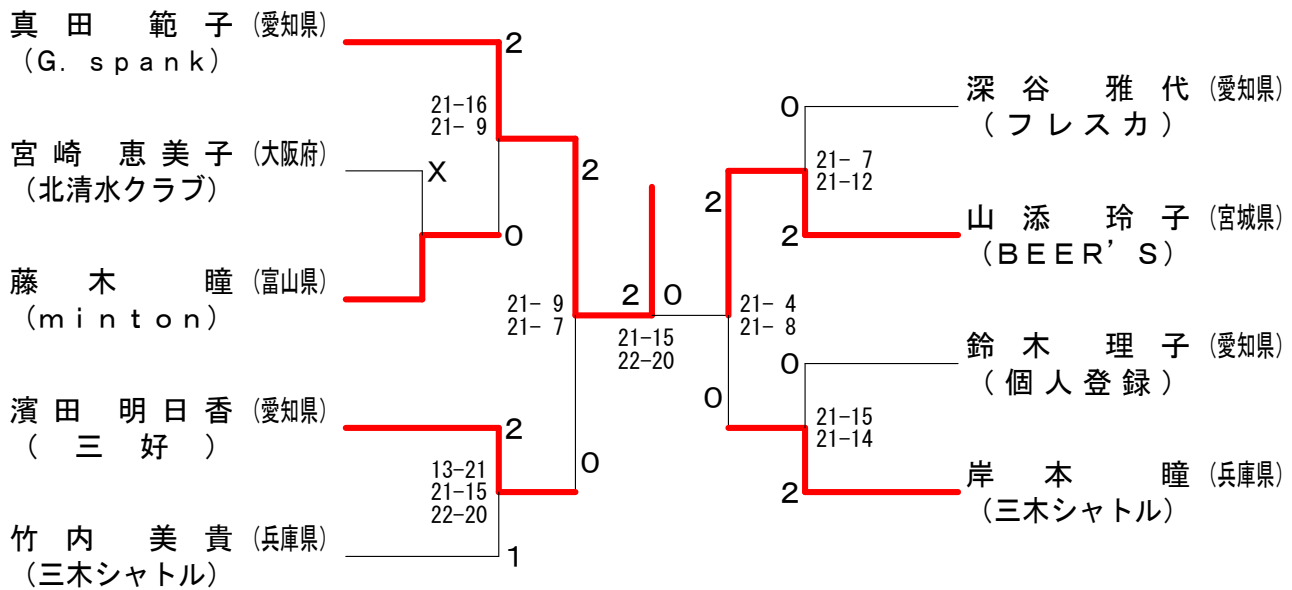 真田 範子 (愛知県)
(G. spank)
宮崎 恵美子 (大阪府)
(北清水クラブ)
藤木 瞳 (富山県)
(minton)
濱田 明日香 (愛知県)
(三好)
竹内 美貴 (兵庫県)
(三木シャトル)
2
21-16
21- 9
X
0
2
21- 9
21- 7
2
13-21
21-15
22-20
0
1
2 0
21-15
22-20
2
21- 4
21- 8
0
0
21- 7
21-12
2
0
21-15
21-14
2
深谷 雅代 (愛知県)
(フレスカ)
山添 玲子 (宮城県)
(BEER'S)
鈴木 理子 (愛知県)
(個人登録)
岸本 瞳 (兵庫県)
(三木シャトル)